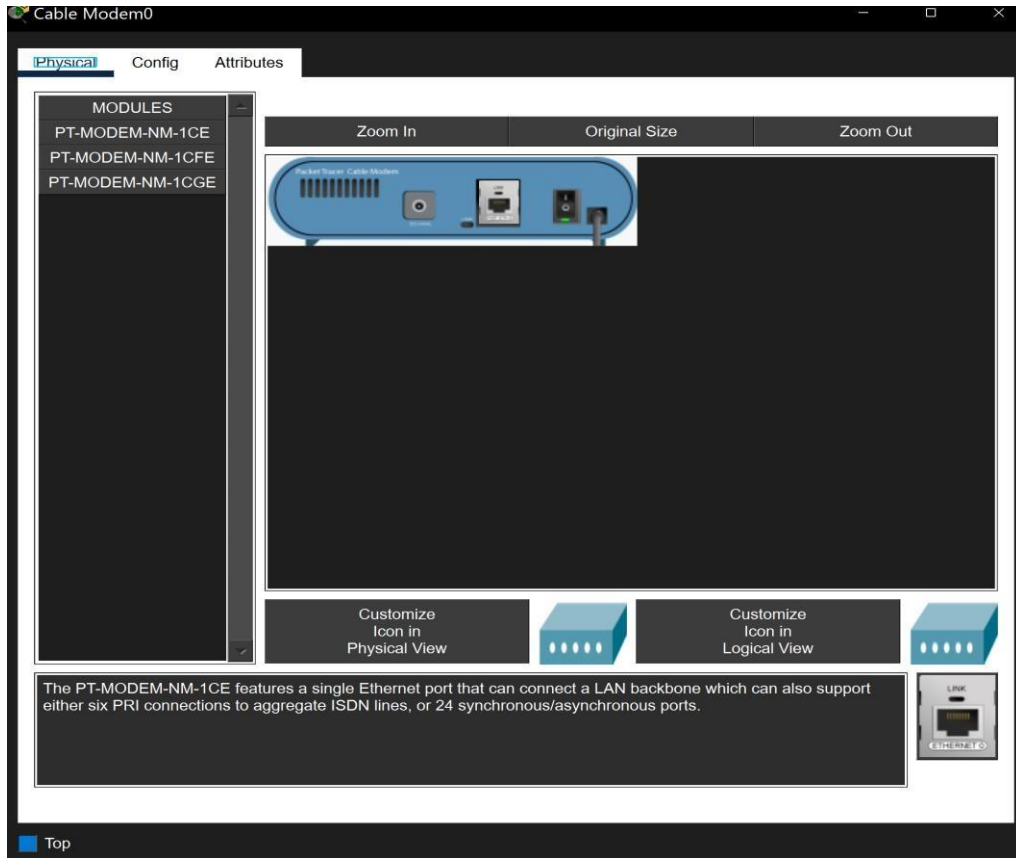 Cable Modem0
Physical Config Attributes
MODULES
PT-MODEM-NM-1CE
PT-MODEM-NM-1CFE
PT-MODEM-NM-1CGE
Zoom In Original Size Zoom Out
Packet Tracer Cable Modem
Customize
Icon in
Physical View
Customize
Icon in
Logical View
The PT-MODEM-NM-1CE features a single Ethernet port that can connect a LAN backbone which can also support
either six PRI connections to aggregate ISDN lines, or 24 synchronous/asynchronous ports.
LINK
ETHERNET 0
Top